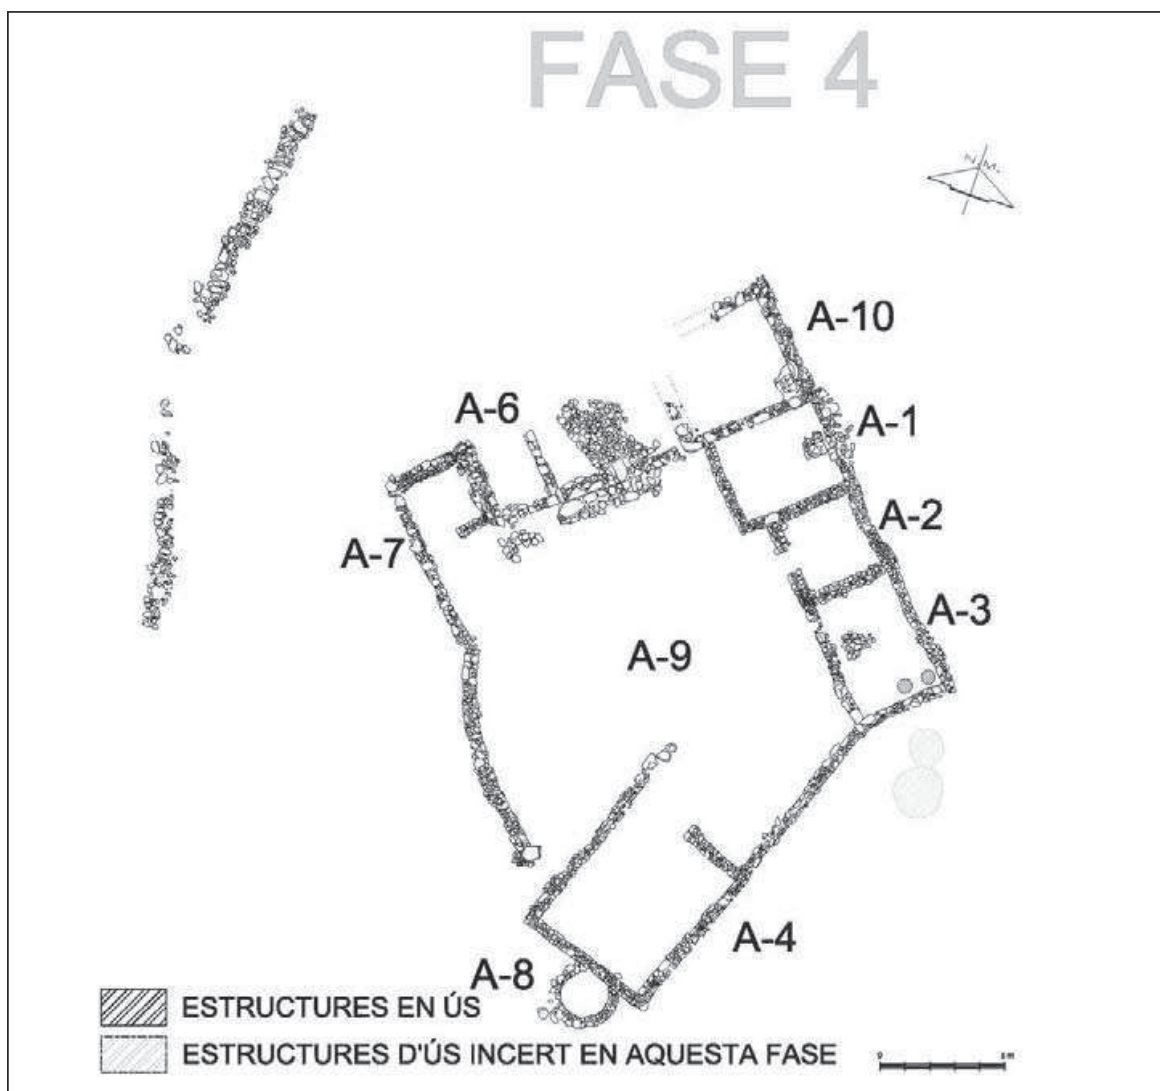 FASE 4
N.M.
A-10
A-6
A-1
A-2
A-7
A-3
A-9
A-4
A-8
ESTRUCTURES EN ÚS
ESTRUCTURES D'ÚS INCERT EN AQUESTA FASE
0